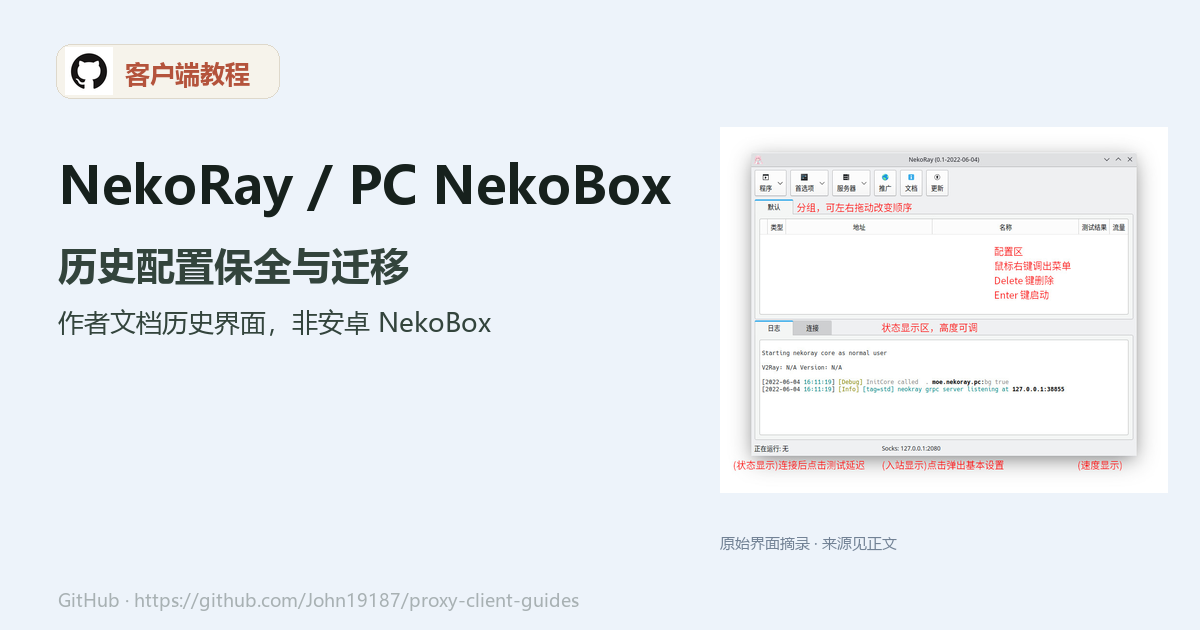 客户端教程
NekoRay / PC NekoBox
历史配置保全与迁移
作者文档历史界面，非安卓 NekoBox
NekoRay (0.1-2022-06-04)
程序 首选项 服务器 推广 文档 更新
默认 分组，可左右拖动改变顺序
类型 地址 名称 测试结果 流量
配置区
鼠标右键调出菜单
Delete 键删除
Enter 键启动
日志 连接 状态显示区，高度可调
Starting nekoray core as normal user
V2Ray: N/A Version: N/A
[2022-06-04 16:11:19] [Debug] InitCore called . moe.nekoray.pc:bg true
[2022-06-04 16:11:19] [Info] [tag=std] neokray grpc server listening at 127.0.0.1:38855
正在运行: 无 Socks: 127.0.0.1:2080
(状态显示)连接后点击测试延迟 (入站显示)点击弹出基本设置 (速度显示)
原始界面摘录 · 来源见正文
GitHub · https://github.com/John19187/proxy-client-guides